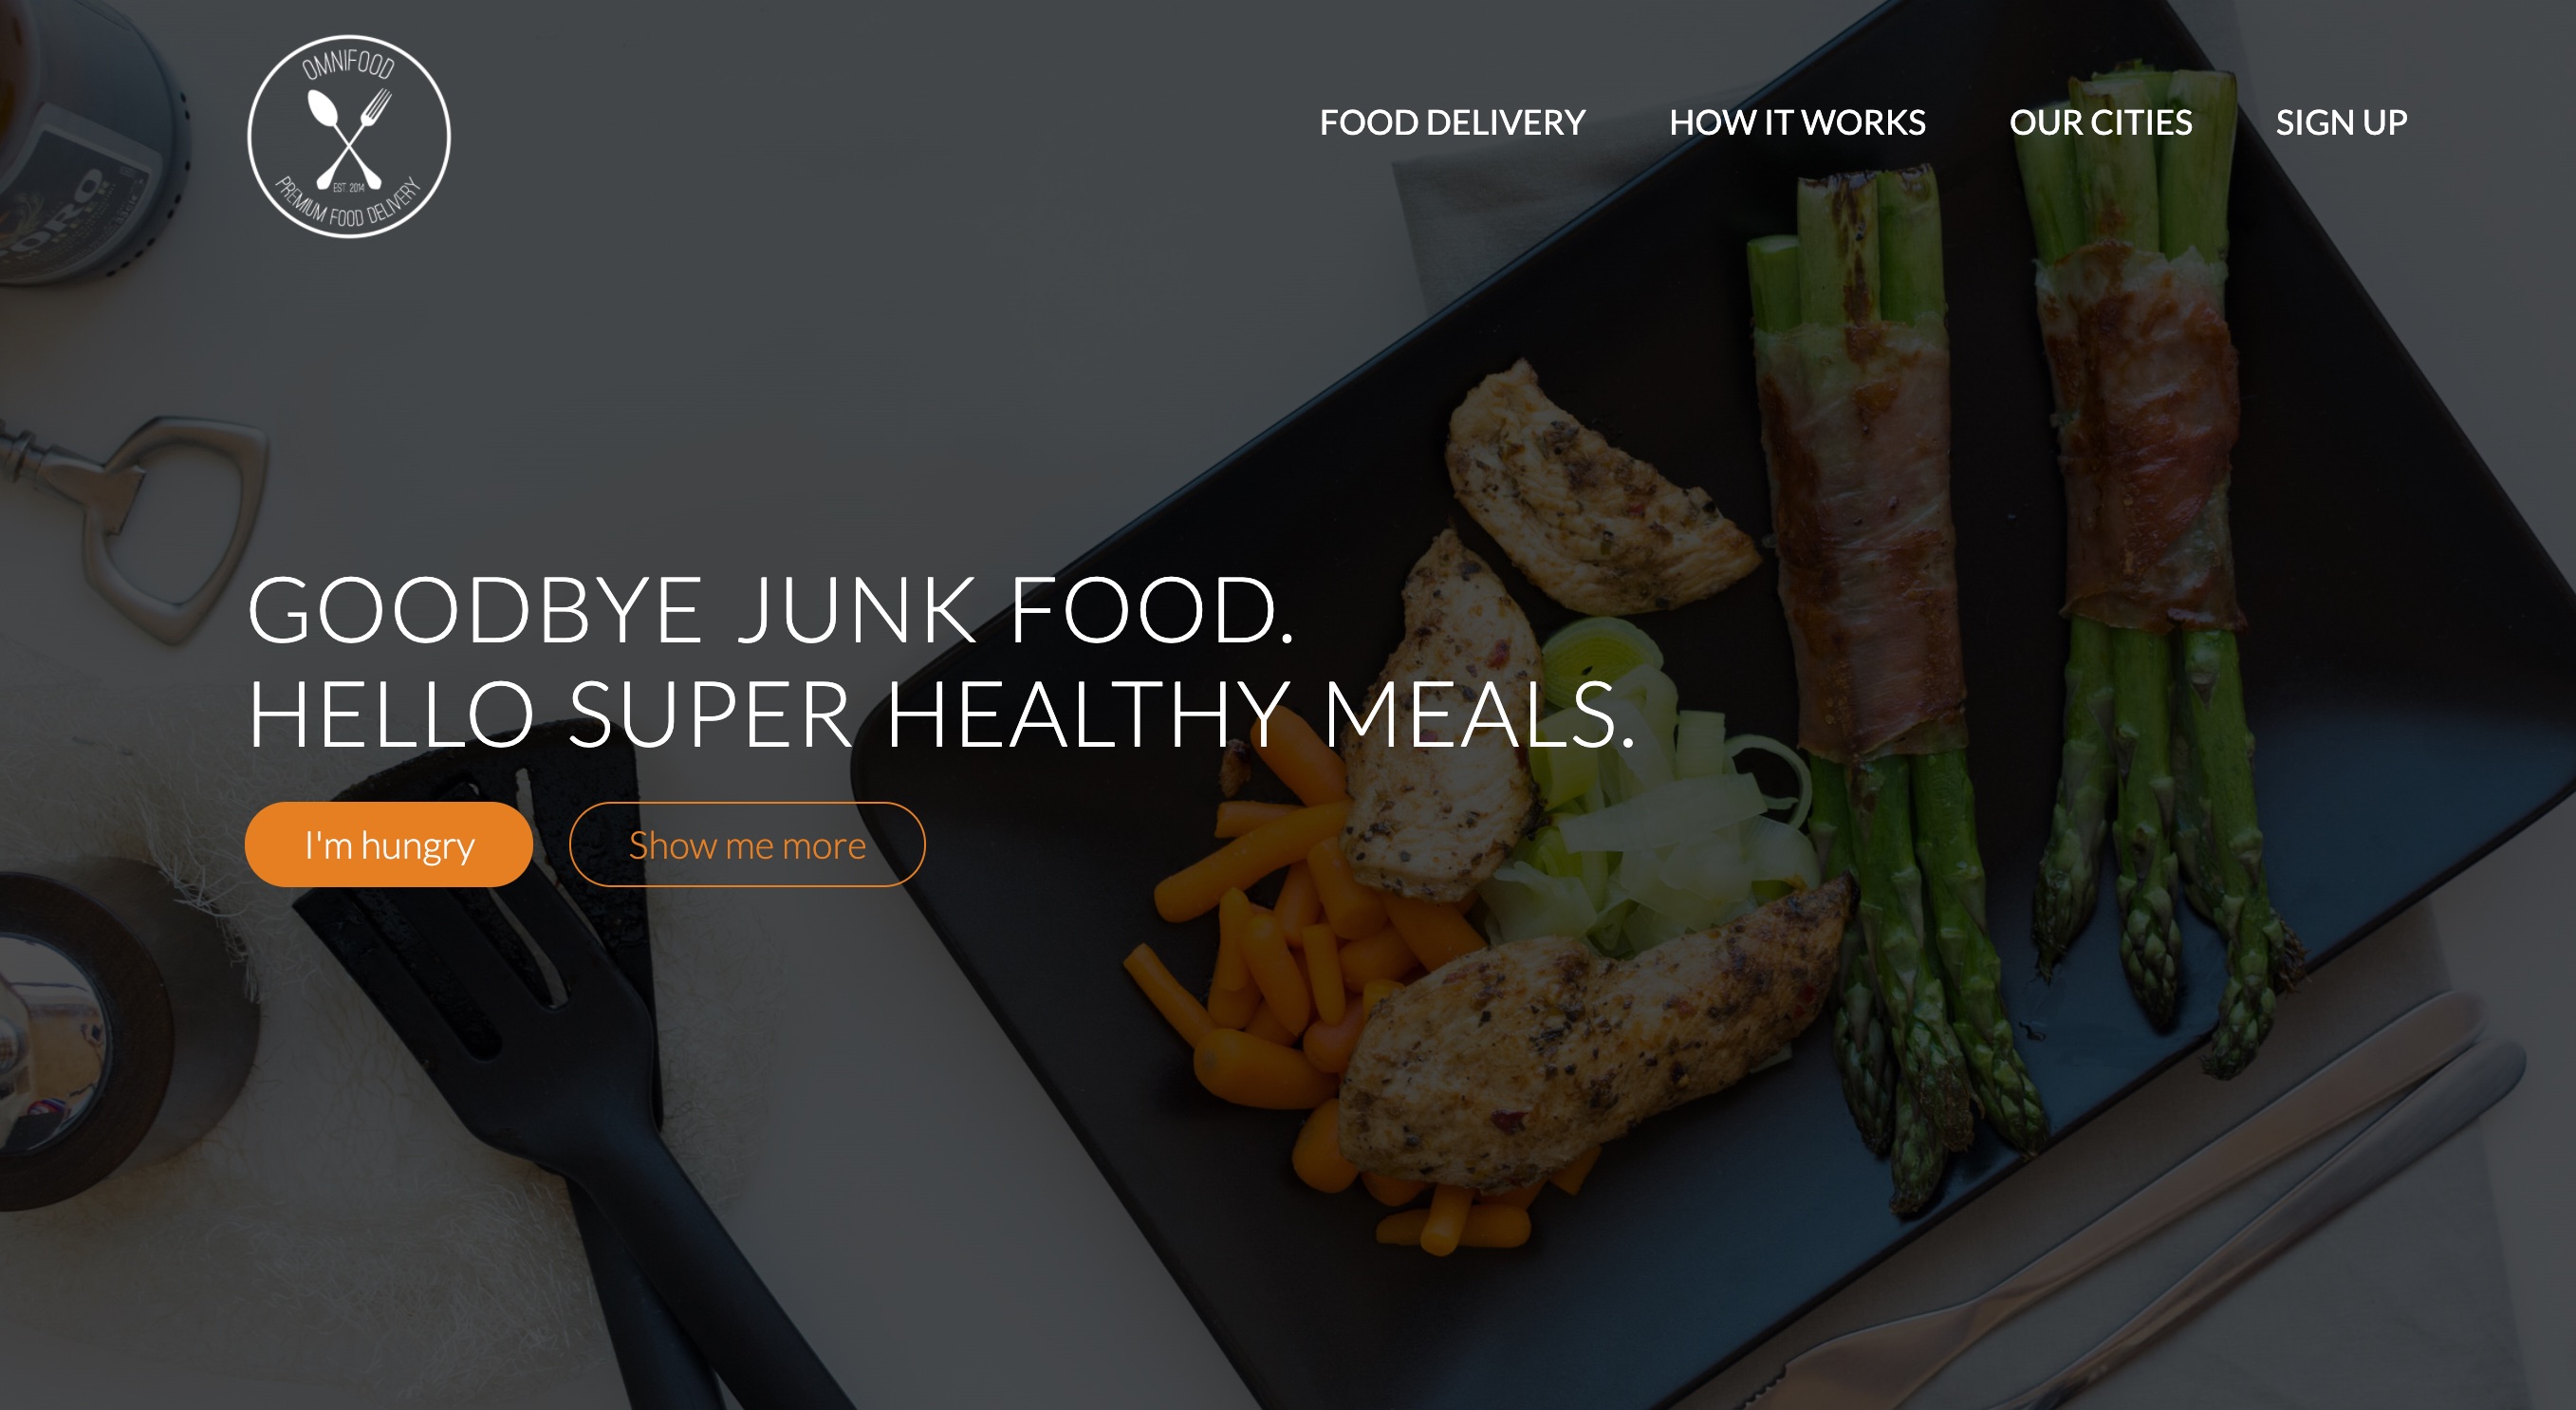 OMNIFOOD
EST. 2014
PREMIUM FOOD DELIVERY
FOOD DELIVERY HOW IT WORKS OUR CITIES SIGN UP
ORO
GOODBYE JUNK FOOD.
HELLO SUPER HEALTHY MEALS.
I'm hungry Show me more